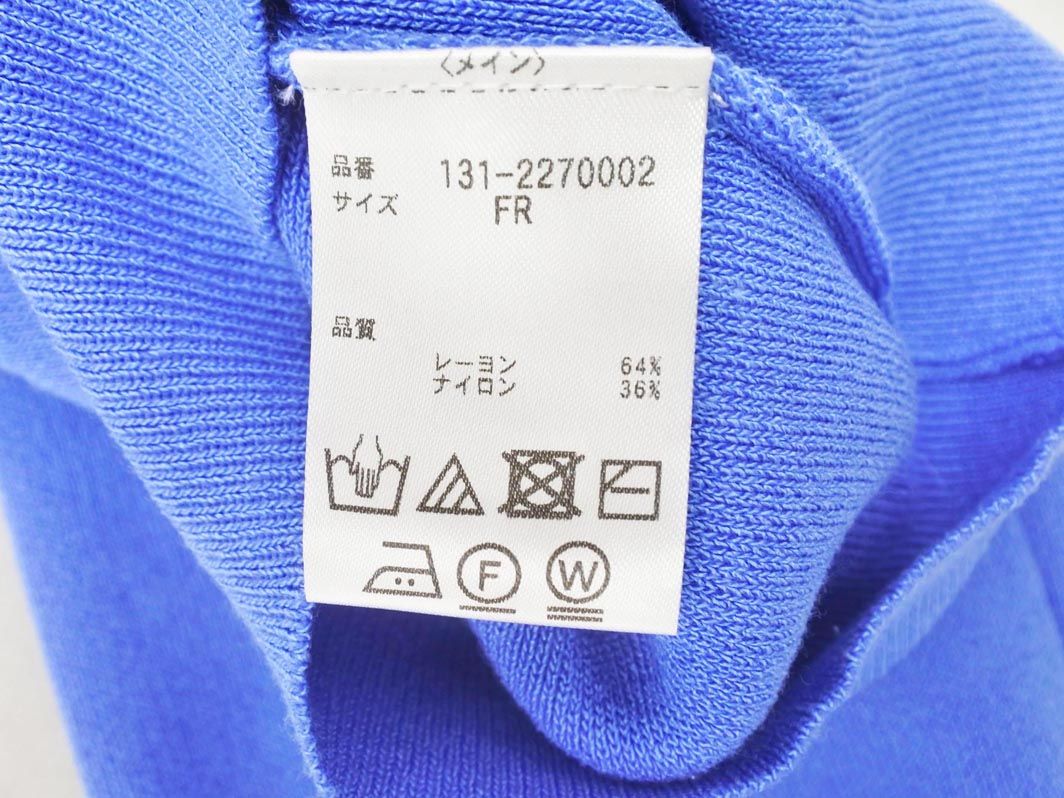 〈メイン〉
品番 131-2270002
サイズ FR
品質
レーヨン 64%
ナイロン 36%
F W